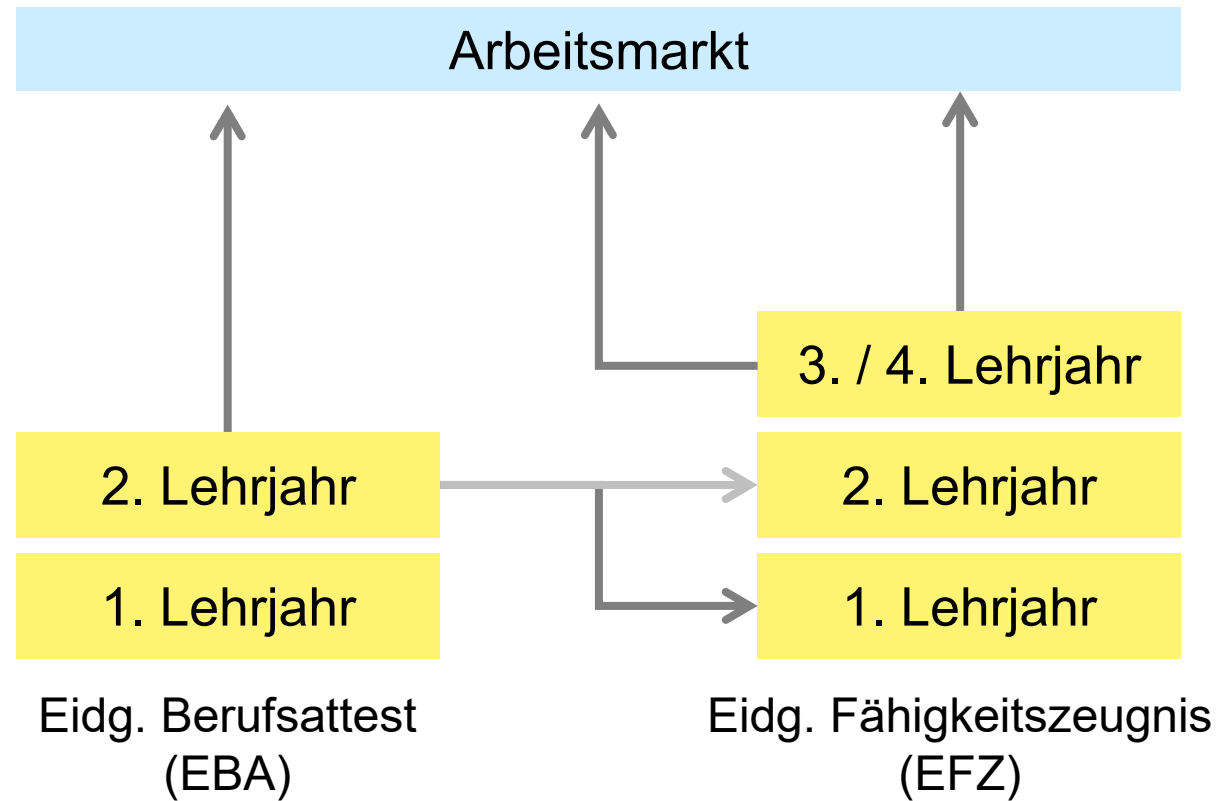 Arbeitsmarkt
3. / 4. Lehrjahr
2. Lehrjahr
2. Lehrjahr
1. Lehrjahr
1. Lehrjahr
Eidg. Berufsattest
(EBA)
Eidg. Fähigkeitszeugnis
(EFZ)